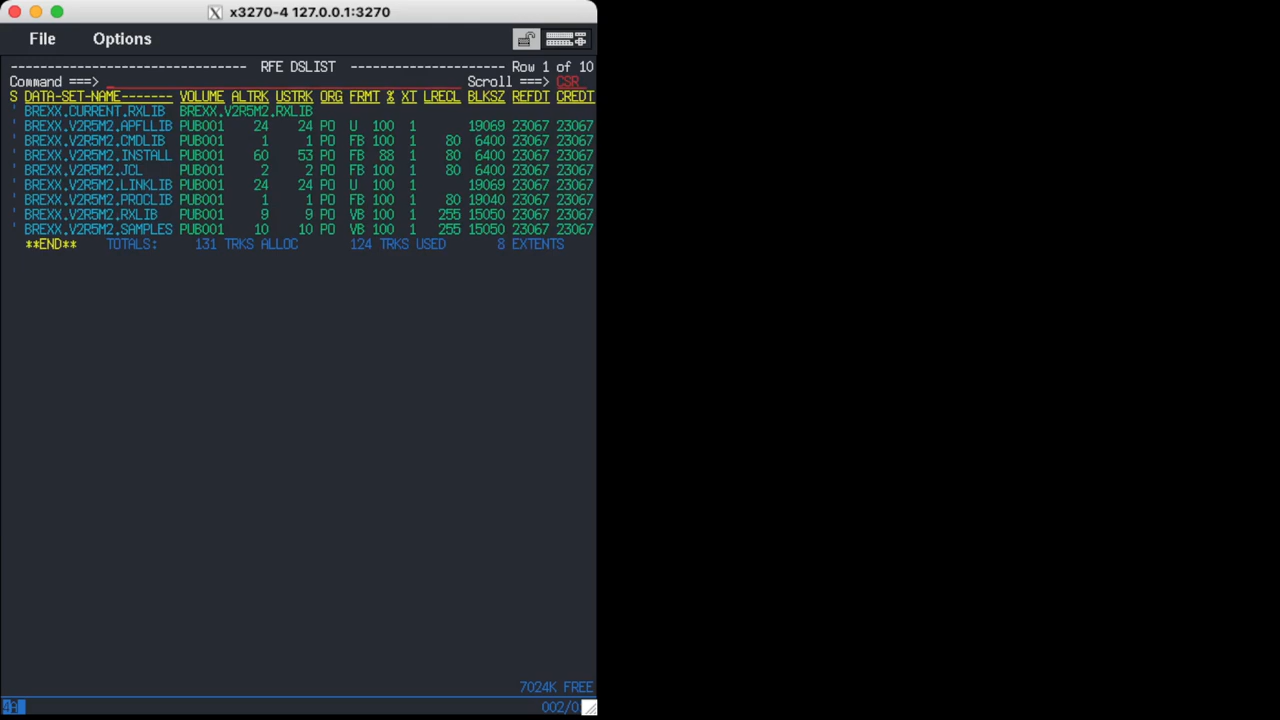 x3270-4 127.0.0.1:3270
File Options
-------------------------------- RFE DSLIST --------------------- Row 1 of 10
Command ===> Scroll ===> CSR
S DATA-SET-NAME------- VOLUME ALTRK USTRK ORG FRMT % XT LRECL BLKSZ REFDT CREDT
' BREXX.CURRENT.RXLIB BREXX.V2R5M2.RXLIB
' BREXX.V2R5M2.APFLLIB PUB001 24 24 PO U 100 1 19069 23067 23067
' BREXX.V2R5M2.CMDLIB PUB001 1 1 PO FB 100 1 80 6400 23067 23067
' BREXX.V2R5M2.INSTALL PUB001 60 53 PO FB 88 1 80 6400 23067 23067
' BREXX.V2R5M2.JCL PUB001 2 2 PO FB 100 1 80 6400 23067 23067
' BREXX.V2R5M2.LINKLIB PUB001 24 24 PO U 100 1 19069 23067 23067
' BREXX.V2R5M2.PROCLIB PUB001 1 1 PO FB 100 1 80 19040 23067 23067
' BREXX.V2R5M2.RXLIB PUB001 9 9 PO VB 100 1 255 15050 23067 23067
' BREXX.V2R5M2.SAMPLES PUB001 10 10 PO VB 100 1 255 15050 23067 23067
**END** TOTALS: 131 TRKS ALLOC 124 TRKS USED 8 EXTENTS
7024K FREE
4A 002/0